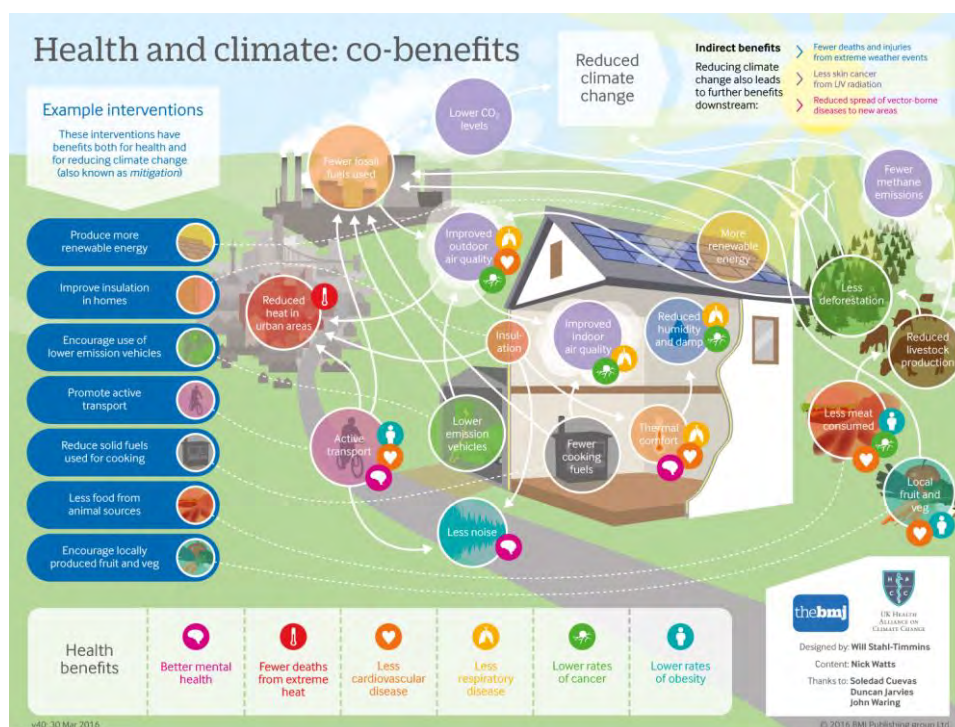 Health and climate: co-benefits
Reduced
climate
change
Indirect benefits
Reducing climate
change also leads
to further benefits
downstream:
Fewer deaths and injuries
from extreme weather events
Less skin cancer
from UV radiation
Reduced spread of vector-borne
diseases to new areas
Example interventions
These interventions have
benefits both for health and
for reducing climate change
(also known as mitigation)
Produce more
renewable energy
Improve insulation
in homes
Encourage use of
lower emission vehicles
Promote active
transport
Reduce solid fuels
used for cooking
Less food from
animal sources
Encourage locally
produced fruit and veg
Lower CO₂
levels
Fewer fossil
fuels used
Fewer
methane
emissions
Improved
outdoor
air quality
More
renewable
energy
Less
deforestation
Reduced
heat in
urban areas
Insul-
ation
Improved
indoor
air quality
Reduced
humidity
and damp
Reduced
livestock
production
Active
transport
Lower
emission
vehicles
Fewer
cooking
fuels
Thermal
comfort
Less meat
consumed
Local
fruit and
veg
Less noise
Health
benefits
Better mental
health
Fewer deaths
from extreme
heat
Less
cardiovascular
disease
Less
respiratory
disease
Lower rates
of cancer
Lower rates
of obesity
thebmj
H P
C C
UK HEALTH
ALLIANCE ON
CLIMATE CHANGE
Designed by: Will Stahl-Timmins
Content: Nick Watts
Thanks to: Soledad Cuevas
Duncan Jarvies
John Waring
v40: 30 Mar 2016
© 2016 BMJ Publishing group Ltd.